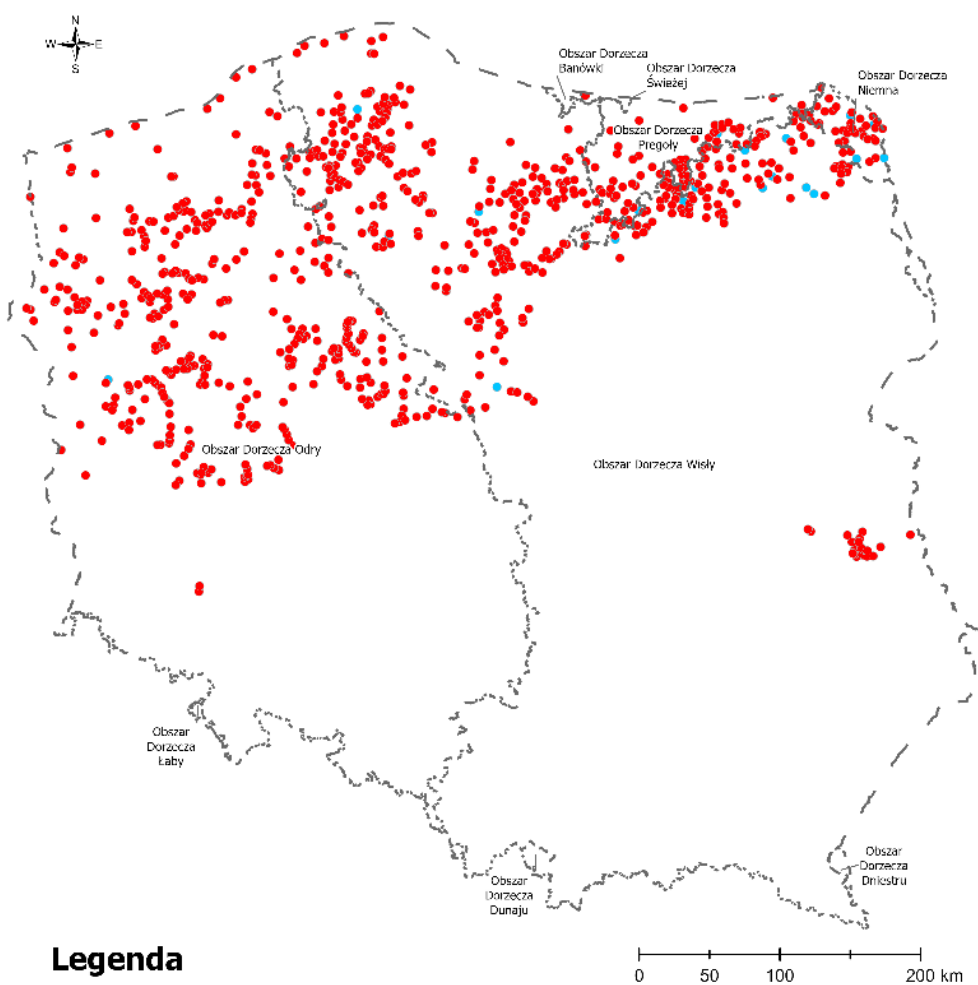 N
W E
S
Obszar Dorzecza
Banówki
Obszar Dorzecza
Świeżej
Obszar Dorzecza
Niemna
Obszar Dorzecza
Pregoły
Obszar Dorzecza Odry
Obszar Dorzecza Wisły
Obszar
Dorzecza
Łaby
Obszar
Dorzecza
Dunaju
Obszar
Dorzecza
Dniestru
Legenda
0 50 100 200 km